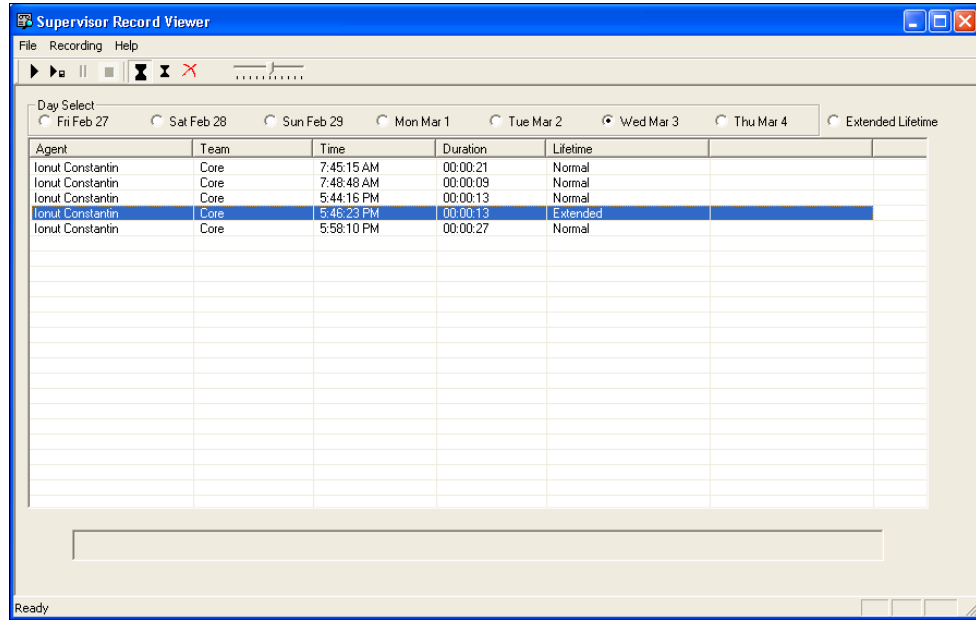 Supervisor Record Viewer
File Recording Help
Day Select
Fri Feb 27 Sat Feb 28 Sun Feb 29 Mon Mar 1 Tue Mar 2 Wed Mar 3 Thu Mar 4 Extended Lifetime
Agent Team Time Duration Lifetime
Ionut Constantin Core 7:45:15 AM 00:00:21 Normal
Ionut Constantin Core 7:48:48 AM 00:00:09 Normal
Ionut Constantin Core 5:44:16 PM 00:00:13 Normal
Ionut Constantin Core 5:46:23 PM 00:00:13 Extended
Ionut Constantin Core 5:58:10 PM 00:00:27 Normal
Ready